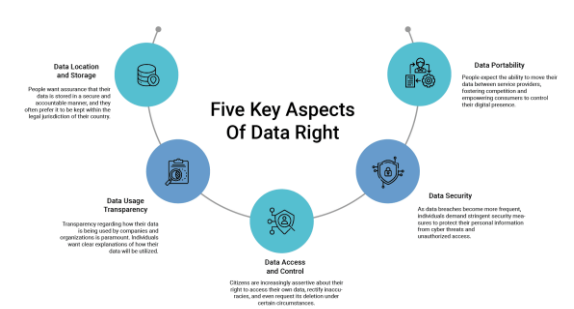 Five Key Aspects
Of Data Right
Data Location
and Storage
People want assurance that their
data is stored in a secure and
accountable manner, and they
often prefer it to be kept within the
legal jurisdiction of their country.
Data Usage
Transparency
Transparency regarding how their data
is being used by companies and
organizations is paramount. Individuals
want clear explanations of how their
data will be utilized.
Data Access
and Control
Citizens are increasingly assertive about their
right to access their own data, rectify inaccu-
racies, and even request its deletion under
certain circumstances.
Data Security
As data breaches become more frequent,
individuals demand stringent security mea-
sures to protect their personal information
from cyber threats and
unauthorized access.
Data Portability
People expect the ability to move their
data between service providers,
fostering competition and
empowering consumers to control
their digital presence.